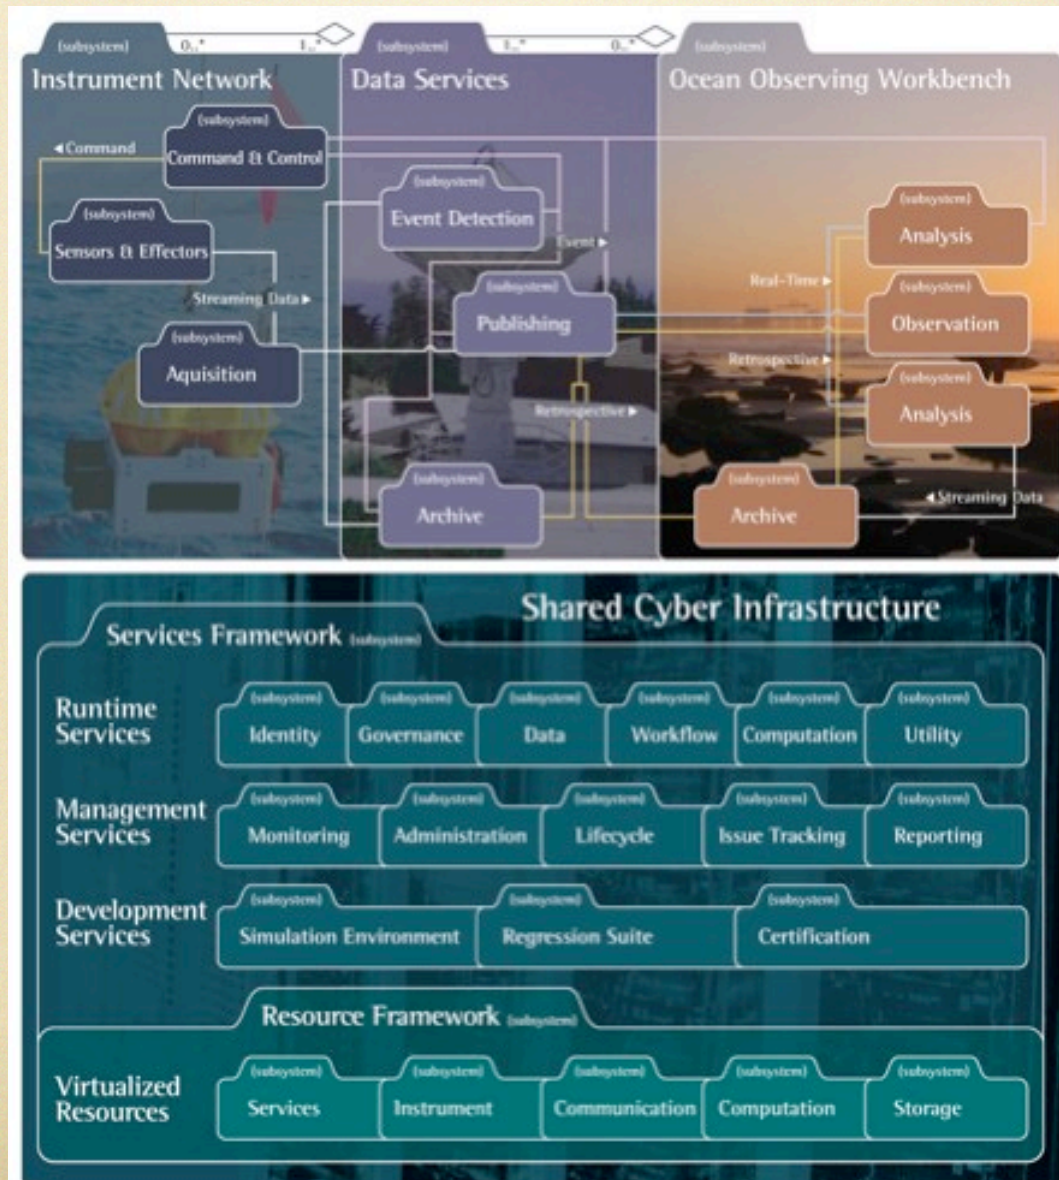 (subsystem) 0..* 1..* (subsystem) 1..* 0..* (subsystem)
Instrument Network
Data Services
Ocean Observing Workbench
(subsystem)
Command & Control
◄Command
(subsystem)
Sensors & Effectors
Streaming Data►
(subsystem)
Aquisition
(subsystem)
Event Detection
Event►
(subsystem)
Publishing
Retrospective►
(subsystem)
Archive
(subsystem)
Analysis
Real-Time►
(subsystem)
Observation
Retrospective►
(subsystem)
Analysis
◄Streaming Data
(subsystem)
Archive
Shared Cyber Infrastructure
Services Framework (subsystem)
Runtime
Services
(subsystem) (subsystem) (subsystem) (subsystem) (subsystem) (subsystem)
Identity Governance Data Workflow Computation Utility
Management
Services
(subsystem) (subsystem) (subsystem) (subsystem) (subsystem)
Monitoring Administration Lifecycle Issue Tracking Reporting
Development
Services
(subsystem) (subsystem) (subsystem)
Simulation Environment Regression Suite Certification
Resource Framework (subsystem)
Virtualized
Resources
(subsystem) (subsystem) (subsystem) (subsystem) (subsystem)
Services Instrument Communication Computation Storage